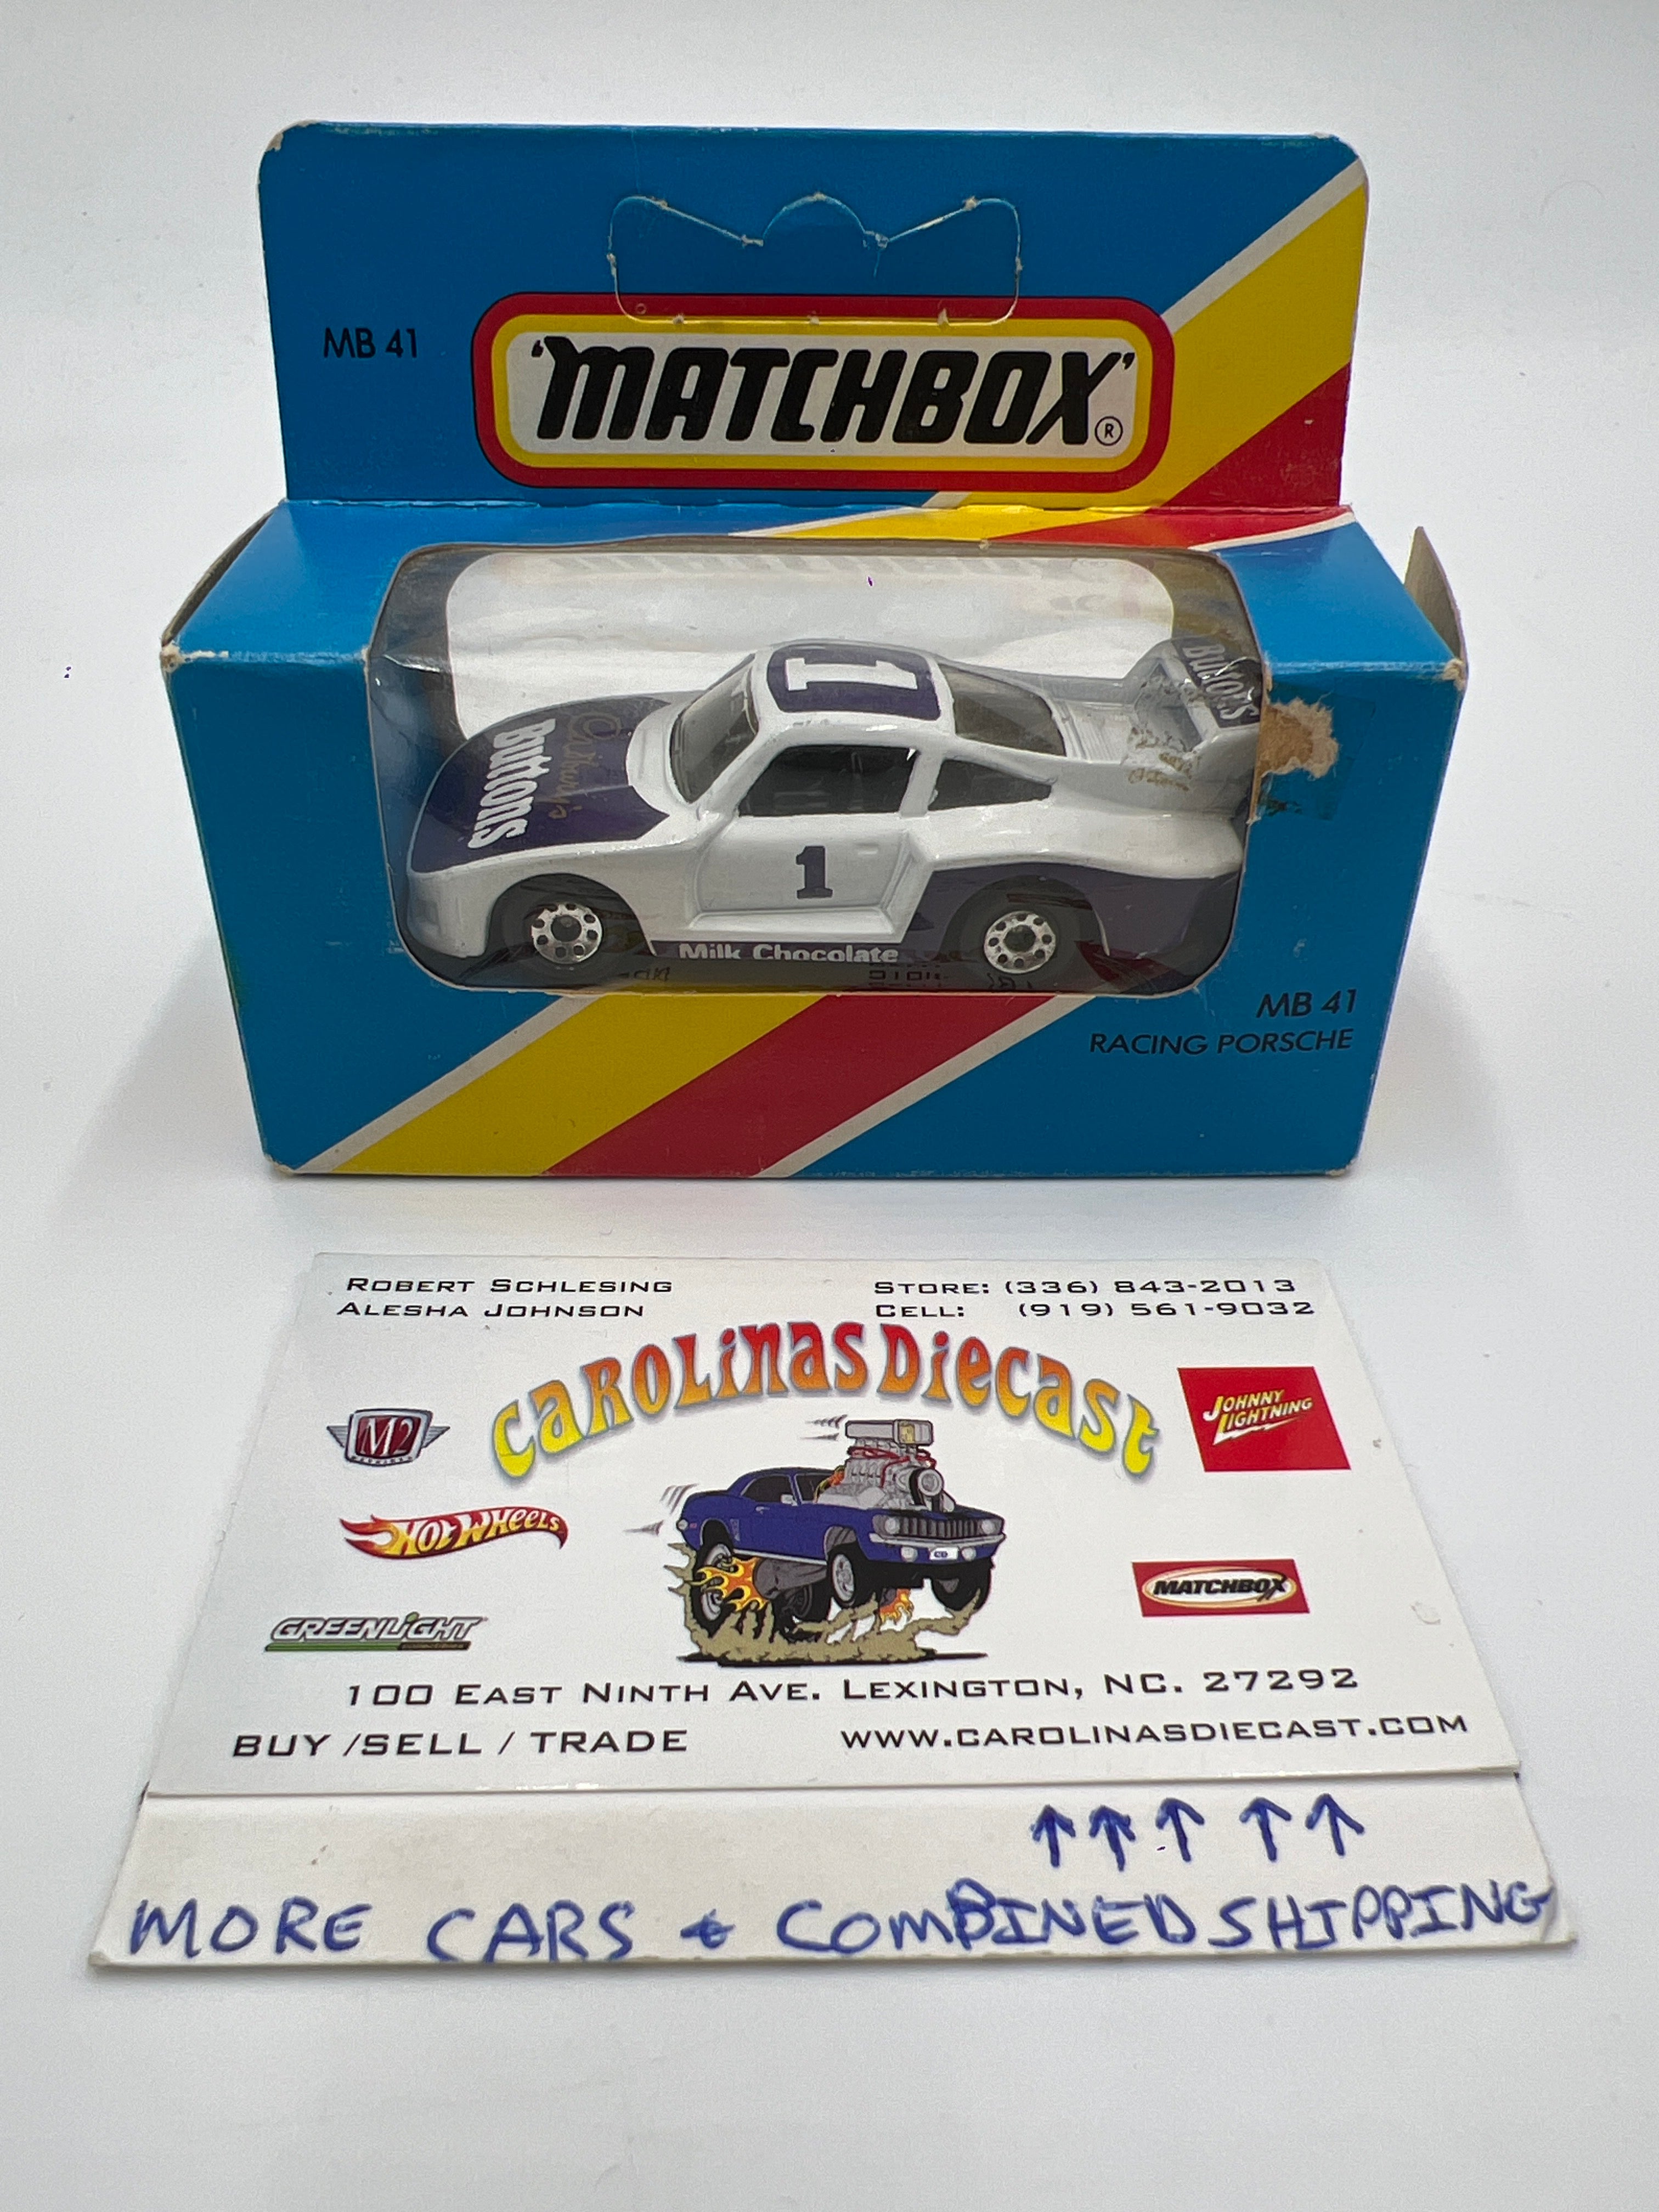 MB 41
'MATCHBOX'®
1
Buttons
Cadbury's
Buttons
1
Milk Chocolate
MB 41
RACING PORSCHE
ROBERT SCHLESING
ALESHA JOHNSON
STORE: (336) 843-2013
CELL: (919) 561-9032
CAROLINAS DIECAST
M2
JOHNNY
LIGHTNING
HOT WHEELS
MATCHBOX
GREENLIGHT
100 EAST NINTH AVE. LEXINGTON, NC. 27292
BUY /SELL / TRADE
WWW.CAROLINASDIECAST.COM
↑↑↑↑↑
MORE CARS & COMBINED SHIPPING